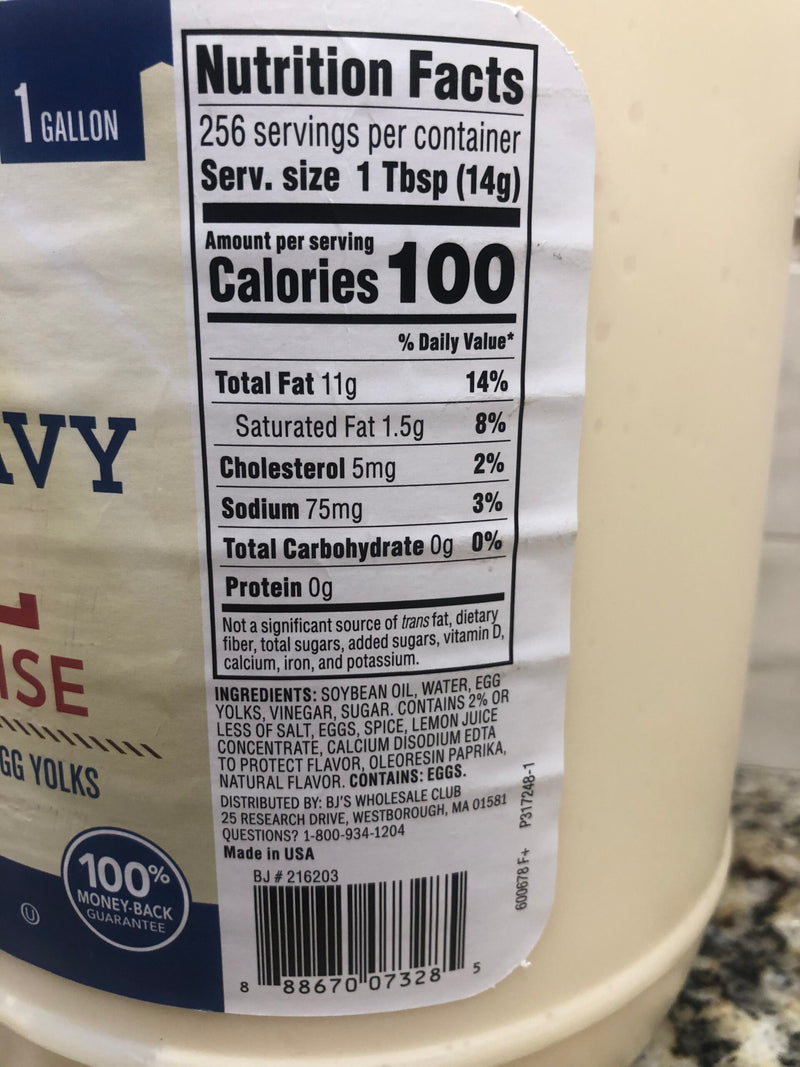 1 GALLON
VY
ISE
GG YOLKS
100%
MONEY-BACK
GUARANTEE
U
Nutrition Facts
256 servings per container
Serv. size 1 Tbsp (14g)
Amount per serving
Calories 100
% Daily Value*
Total Fat 11g 14%
Saturated Fat 1.5g 8%
Cholesterol 5mg 2%
Sodium 75mg 3%
Total Carbohydrate 0g 0%
Protein 0g
Not a significant source of trans fat, dietary
fiber, total sugars, added sugars, vitamin D,
calcium, iron, and potassium.
INGREDIENTS: SOYBEAN OIL, WATER, EGG
YOLKS, VINEGAR, SUGAR. CONTAINS 2% OR
LESS OF SALT, EGGS, SPICE, LEMON JUICE
CONCENTRATE, CALCIUM DISODIUM EDTA
TO PROTECT FLAVOR, OLEORESIN PAPRIKA,
NATURAL FLAVOR. CONTAINS: EGGS.
DISTRIBUTED BY: BJ'S WHOLESALE CLUB
25 RESEARCH DRIVE, WESTBOROUGH, MA 01581
QUESTIONS? 1-800-934-1204
Made in USA
BJ # 216203
8 88670 07328 5
600678 F+ P317248-1